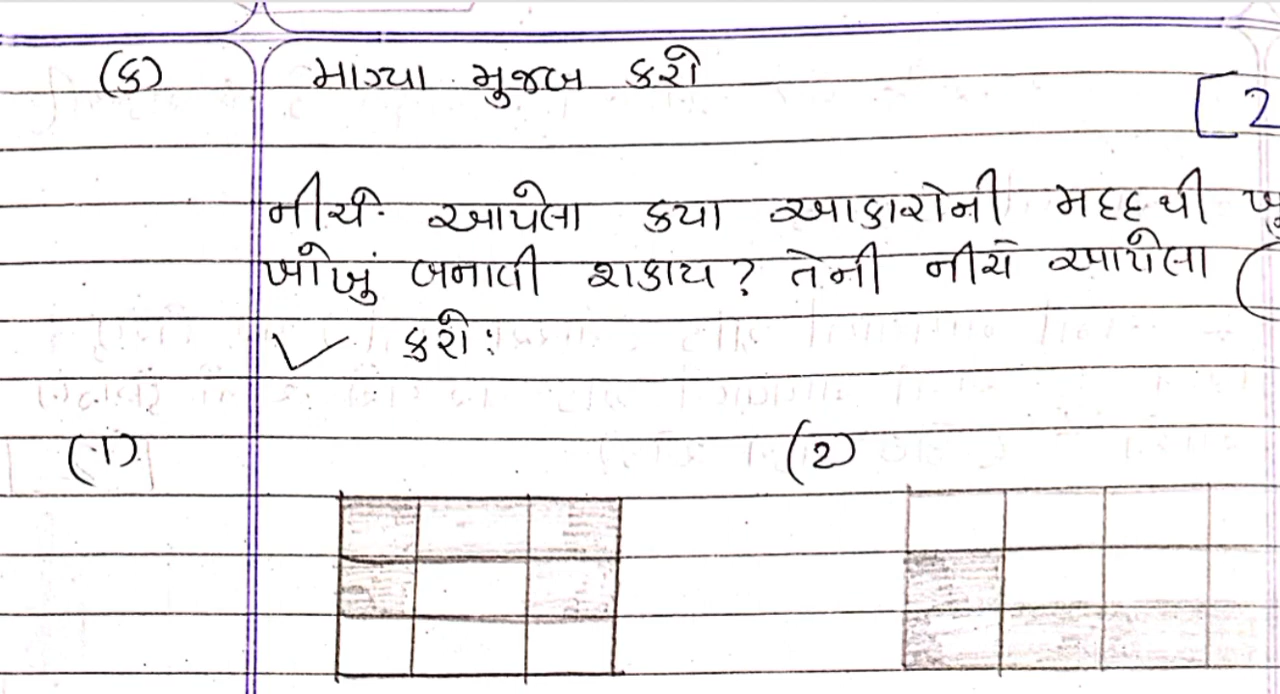 (ક) માગ્યા મુજબ કરો
[2
નીચે આપેલા કયા આકારોની મદદથી
ખોખું બનાવી શકાય? તેની નીચે આપેલા
✓ કરો:
(1) (2)